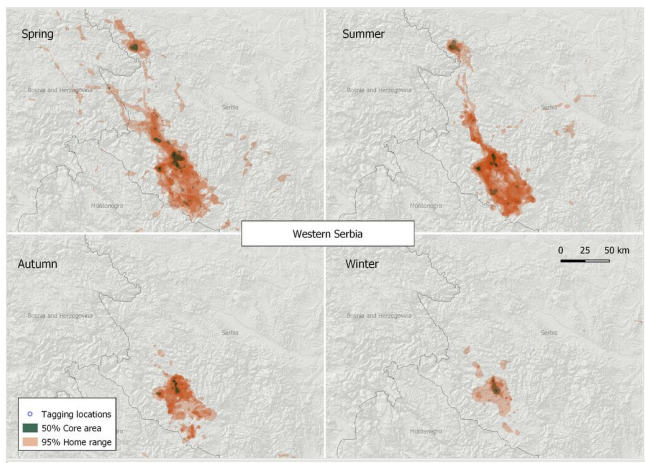 Spring
Bosnia and Herzegovina
Serbia
Montenegro
Summer
Bosnia and Herzegovina
Serbia
Montenegro
Western Serbia
Autumn
Bosnia and Herzegovina
Serbia
Tagging locations
50% Core area
95% Home range
Winter
0 25 50 km
Bosnia and Herzegovina
Serbia
Montenegro